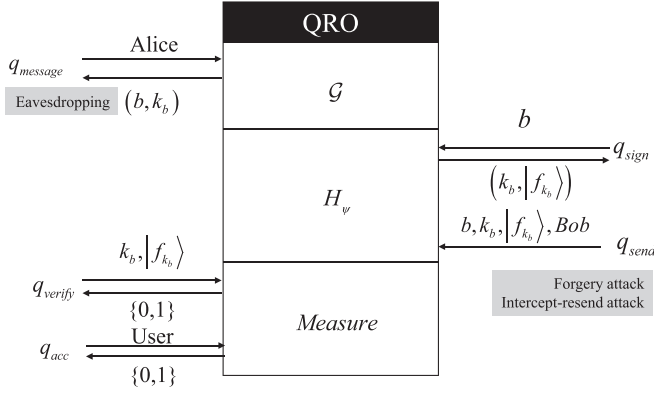 QRO
Alice
q_message
Eavesdropping (b, k_b)
𝒢
b
q_sign
(k_b, |f_{k_b}⟩)
H_ψ
b, k_b, |f_{k_b}⟩, Bob
q_send
k_b, |f_{k_b}⟩
q_verify
{0,1}
Forgery attack
Intercept-resend attack
Measure
User
q_acc
{0,1}